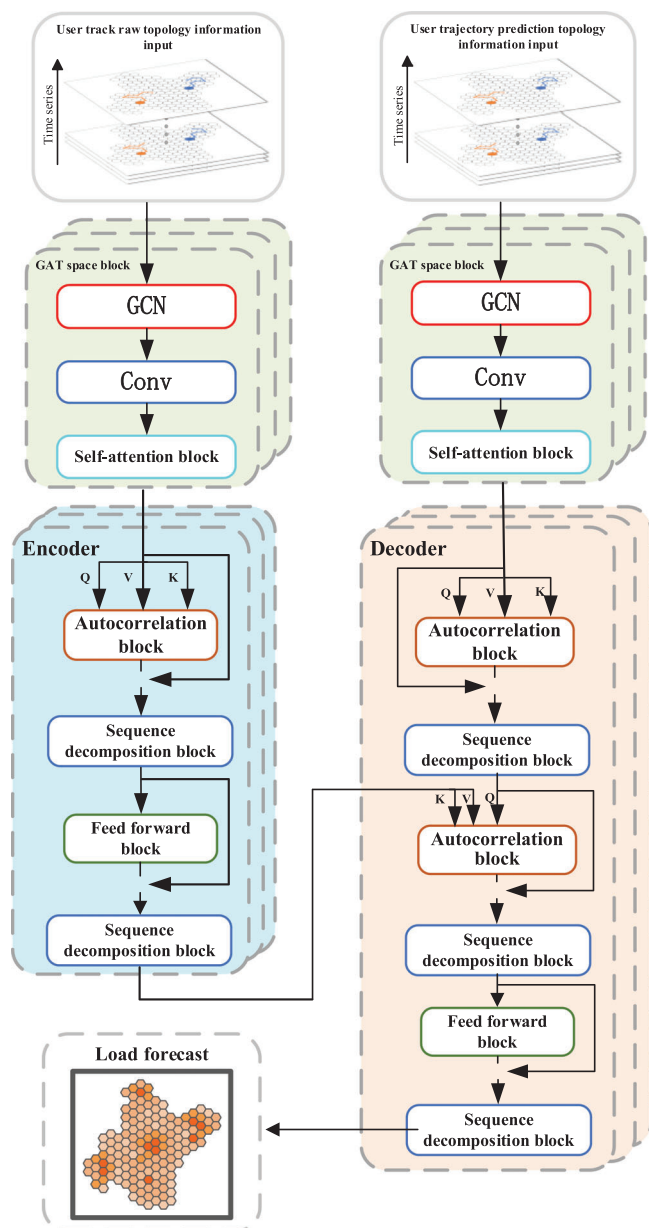 User track raw topology information
input
Time series
GAT space block
GCN
Conv
Self-attention block
Encoder
Q
V
K
Autocorrelation
block
Sequence
decomposition block
Feed forward
block
Sequence
decomposition block
User trajectory prediction topology
information input
Time series
GAT space block
GCN
Conv
Self-attention block
Decoder
Q
V
K
Autocorrelation
block
Sequence
decomposition block
K
V
Q
Autocorrelation
block
Sequence
decomposition block
Feed forward
block
Sequence
decomposition block
Load forecast